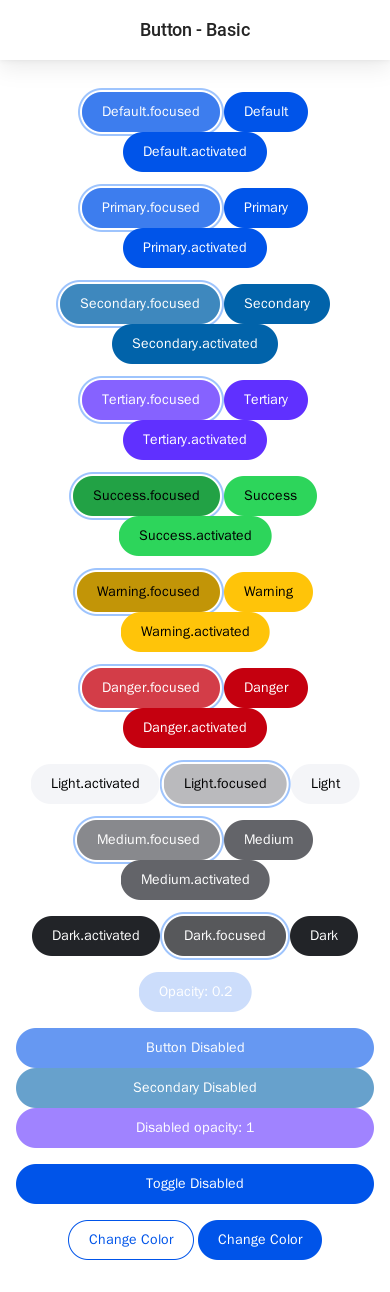 Button - Basic
Default.focused Default
Default.activated
Primary.focused Primary
Primary.activated
Secondary.focused Secondary
Secondary.activated
Tertiary.focused Tertiary
Tertiary.activated
Success.focused Success
Success.activated
Warning.focused Warning
Warning.activated
Danger.focused Danger
Danger.activated
Light.activated Light.focused Light
Medium.focused Medium
Medium.activated
Dark.activated Dark.focused Dark
Opacity: 0.2
Button Disabled
Secondary Disabled
Disabled opacity: 1
Toggle Disabled
Change Color Change Color